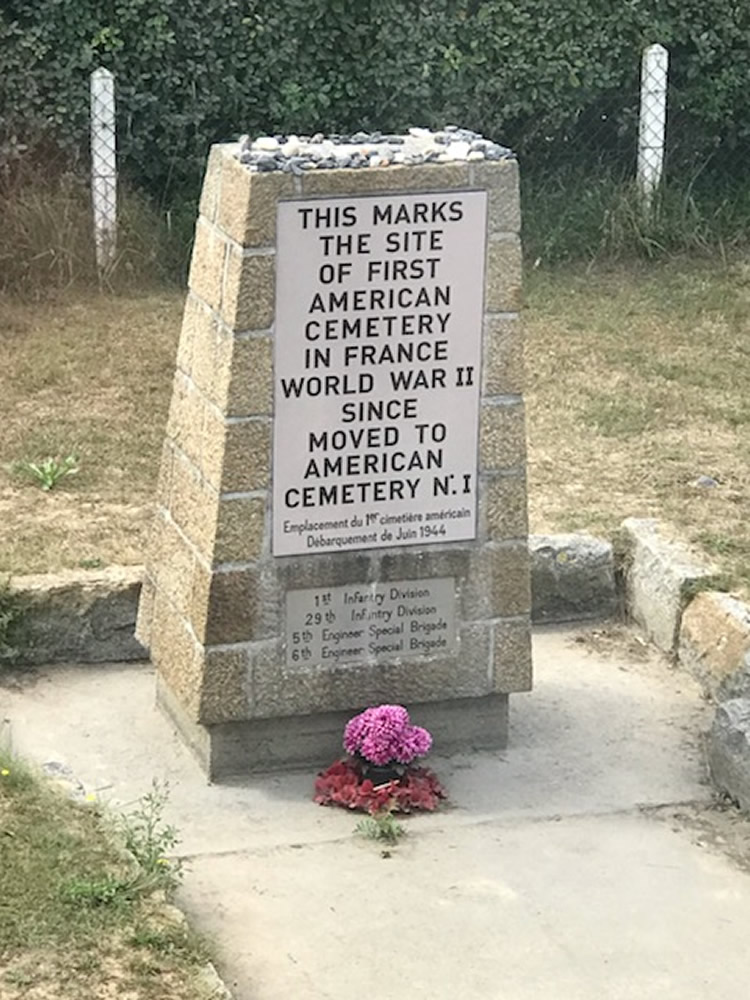 THIS MARKS
THE SITE
OF FIRST
AMERICAN
CEMETERY
IN FRANCE
WORLD WAR II
SINCE
MOVED TO
AMERICAN
CEMETERY Nº. I
Emplacement du 1er cimetière américain
Débarquement de Juin 1944
1st Infantry Division
29th Infantry Division
5th Engineer Special Brigade
6th Engineer Special Brigade